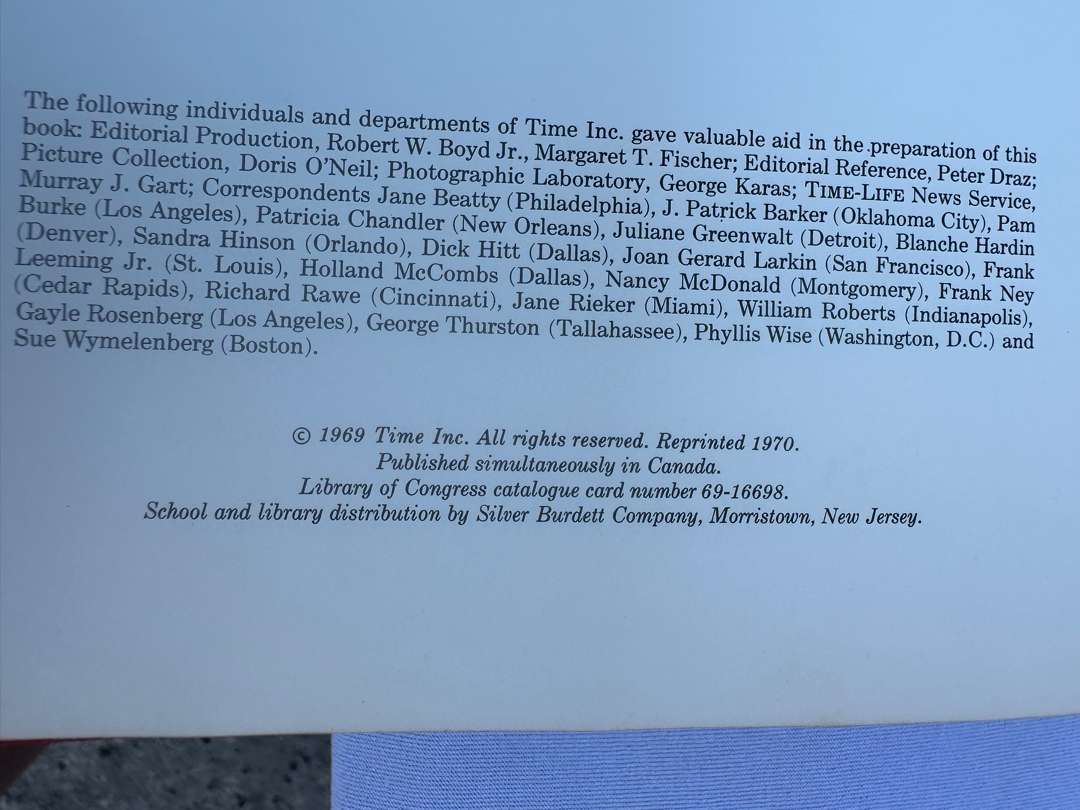 The following individuals and departments of Time Inc. gave valuable aid in the preparation of this
book: Editorial Production, Robert W. Boyd Jr., Margaret T. Fischer; Editorial Reference, Peter Draz;
Picture Collection, Doris O'Neil; Photographic Laboratory, George Karas; TIME-LIFE News Service,
Murray J. Gart; Correspondents Jane Beatty (Philadelphia), J. Patrick Barker (Oklahoma City), Pam
Burke (Los Angeles), Patricia Chandler (New Orleans), Juliane Greenwalt (Detroit), Blanche Hardin
(Denver), Sandra Hinson (Orlando), Dick Hitt (Dallas), Joan Gerard Larkin (San Francisco), Frank
Leeming Jr. (St. Louis), Holland McCombs (Dallas), Nancy McDonald (Montgomery), Frank Ney
(Cedar Rapids), Richard Rawe (Cincinnati), Jane Rieker (Miami), William Roberts (Indianapolis),
Gayle Rosenberg (Los Angeles), George Thurston (Tallahassee), Phyllis Wise (Washington, D.C.) and
Sue Wymelenberg (Boston).
© 1969 Time Inc. All rights reserved. Reprinted 1970.
Published simultaneously in Canada.
Library of Congress catalogue card number 69-16698.
School and library distribution by Silver Burdett Company, Morristown, New Jersey.